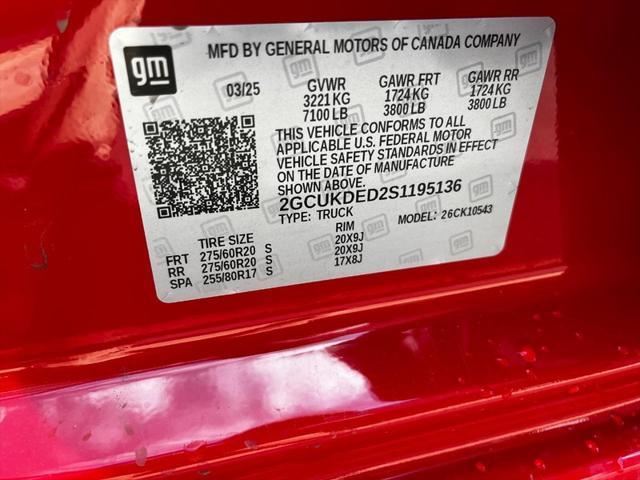 gm
MFD BY GENERAL MOTORS OF CANADA COMPANY
03/25 GVWR GAWR FRT GAWR RR
3221 KG 1724 KG 1724 KG
7100 LB 3800 LB 3800 LB
THIS VEHICLE CONFORMS TO ALL
APPLICABLE U.S. FEDERAL MOTOR
VEHICLE SAFETY STANDARDS IN EFFECT
ON THE DATE OF MANUFACTURE
SHOWN ABOVE.
2GCUKDED2S1195136
TYPE: TRUCK MODEL: 26CK10543
TIRE SIZE RIM
FRT 275/60R20 S 20X9J
RR 275/60R20 S 20X9J
SPA 255/80R17 S 17X8J